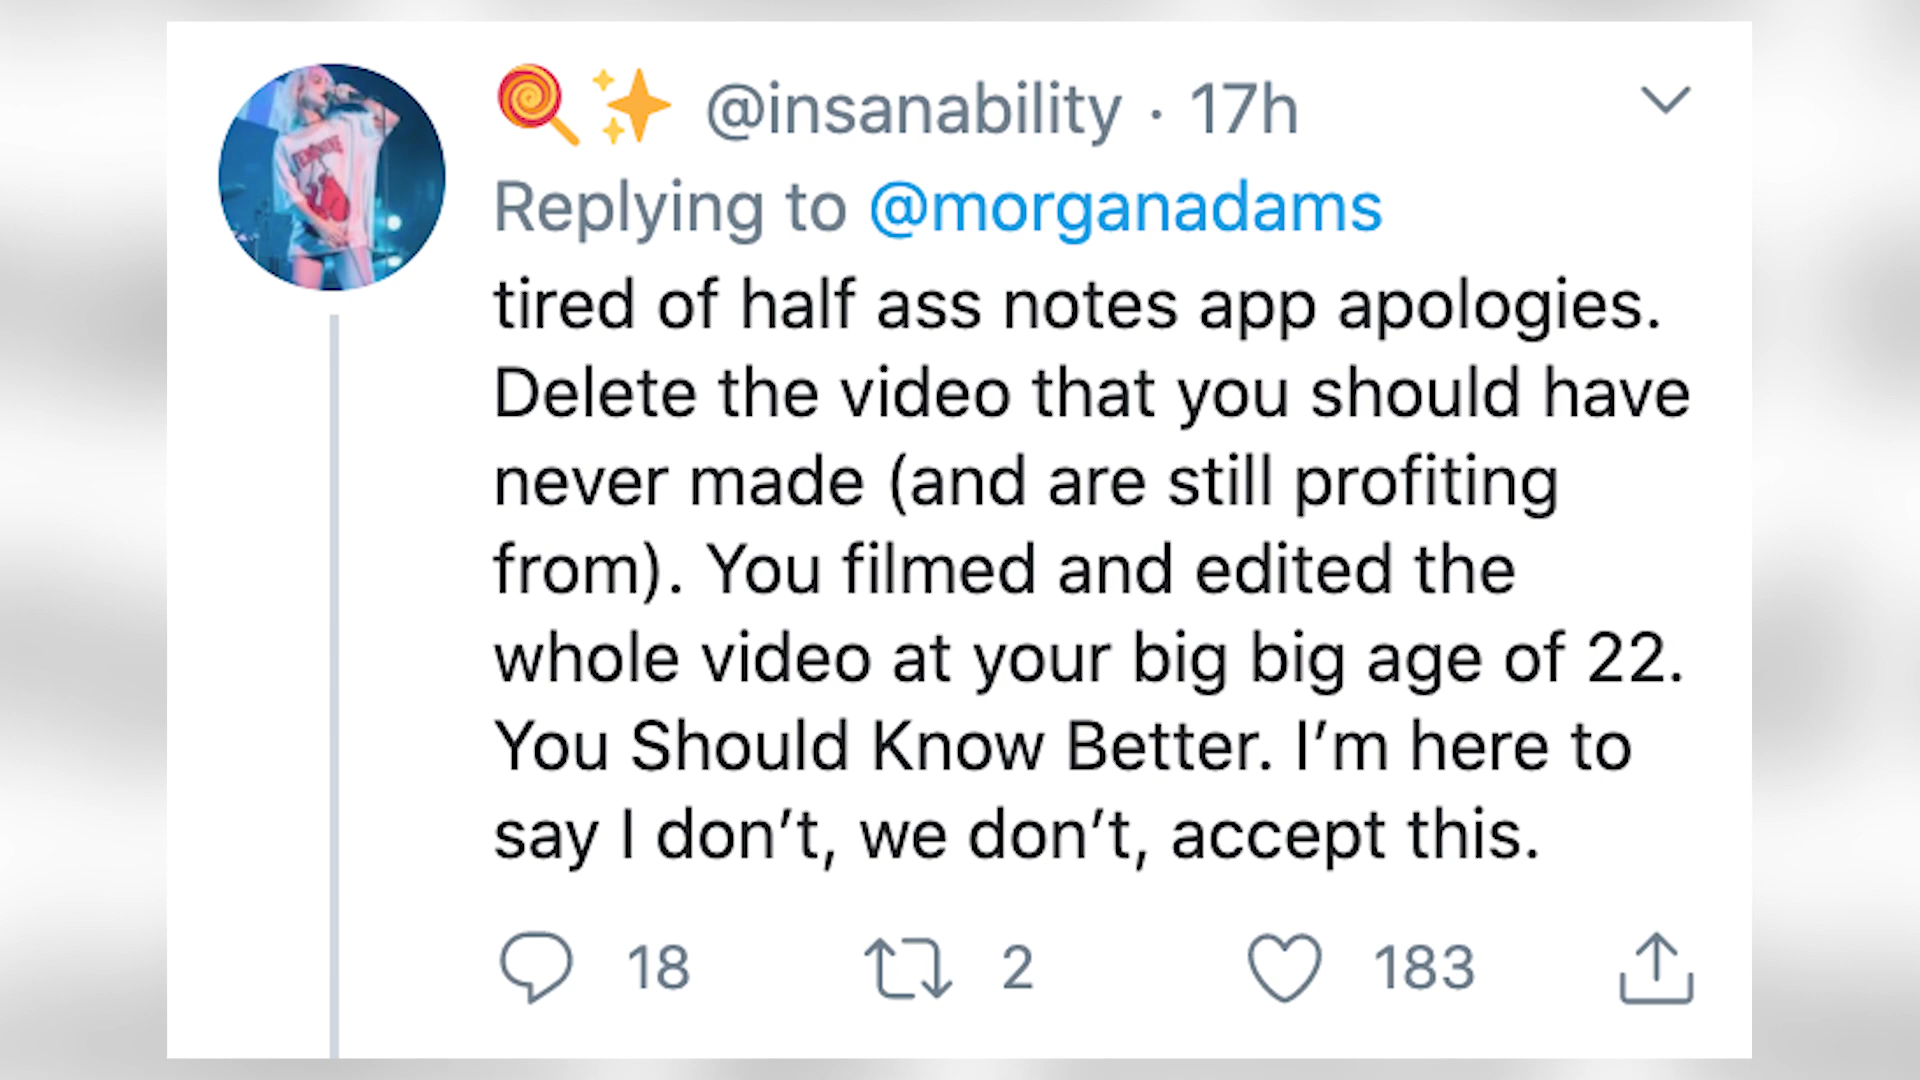 🍭✨ @insanability · 17h
Replying to @morganadams
tired of half ass notes app apologies.
Delete the video that you should have
never made (and are still profiting
from). You filmed and edited the
whole video at your big big age of 22.
You Should Know Better. I’m here to
say I don’t, we don’t, accept this.
18 2 183